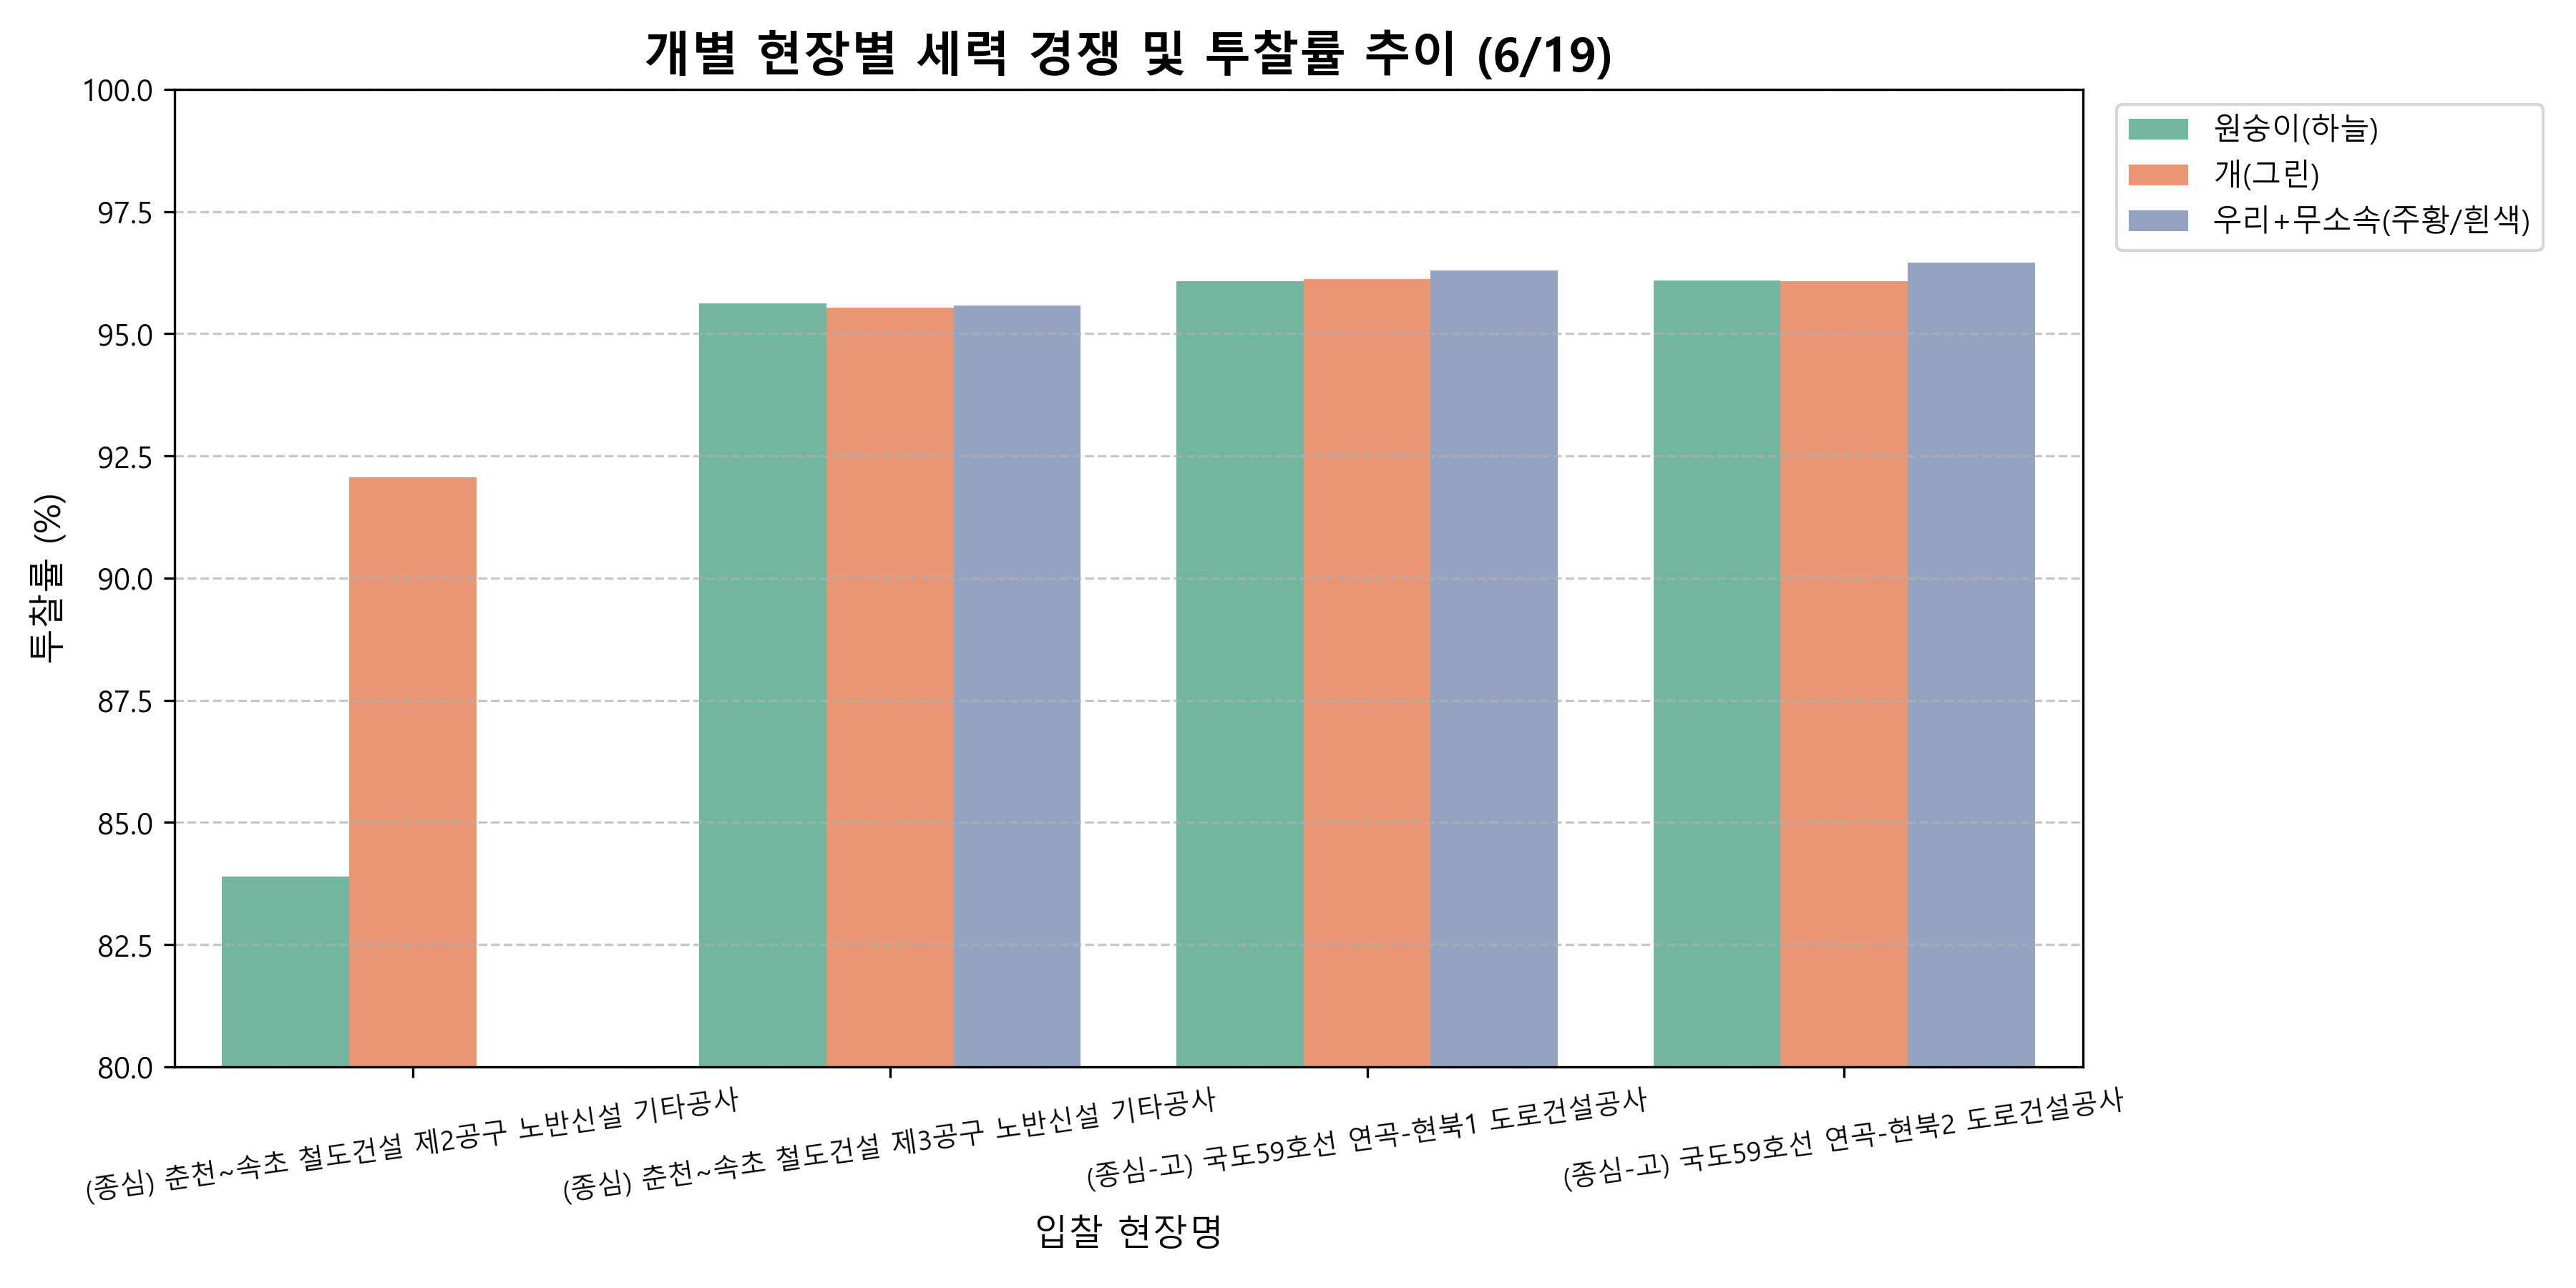 개별 현장별 세력 경쟁 및 투찰률 추이 (6/19)
100.0
97.5
95.0
92.5
90.0
87.5
85.0
82.5
80.0
투찰률 (%)
원숭이(하늘)
개(그린)
우리+무소속(주황/흰색)
(종심) 춘천~속초 철도건설 제2공구 노반신설 기타공사
(종심) 춘천~속초 철도건설 제3공구 노반신설 기타공사
(종심-고) 국도59호선 연곡-현북1 도로건설공사
(종심-고) 국도59호선 연곡-현북2 도로건설공사
입찰 현장명